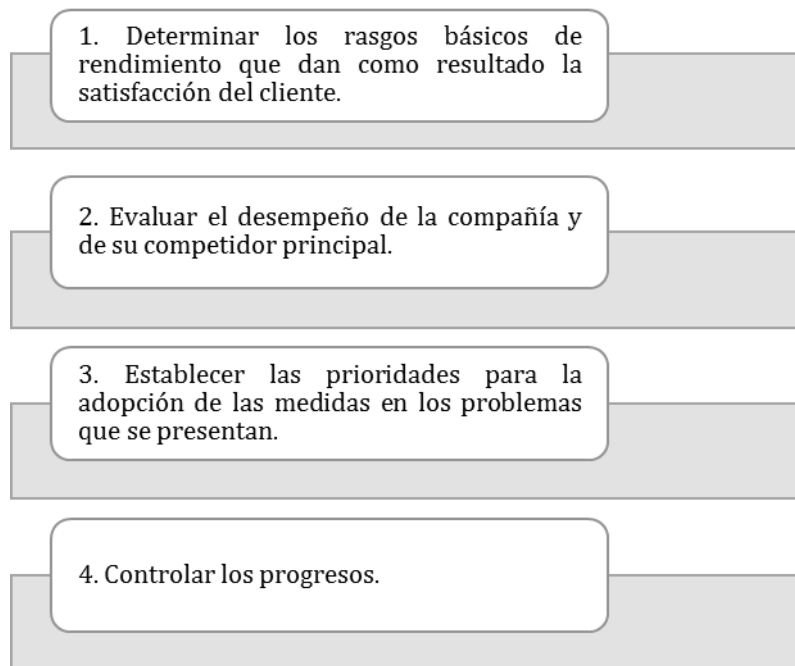 1. Determinar los rasgos básicos de
rendimiento que dan como resultado la
satisfacción del cliente.
2. Evaluar el desempeño de la compañía y
de su competidor principal.
3. Establecer las prioridades para la
adopción de las medidas en los problemas
que se presentan.
4. Controlar los progresos.